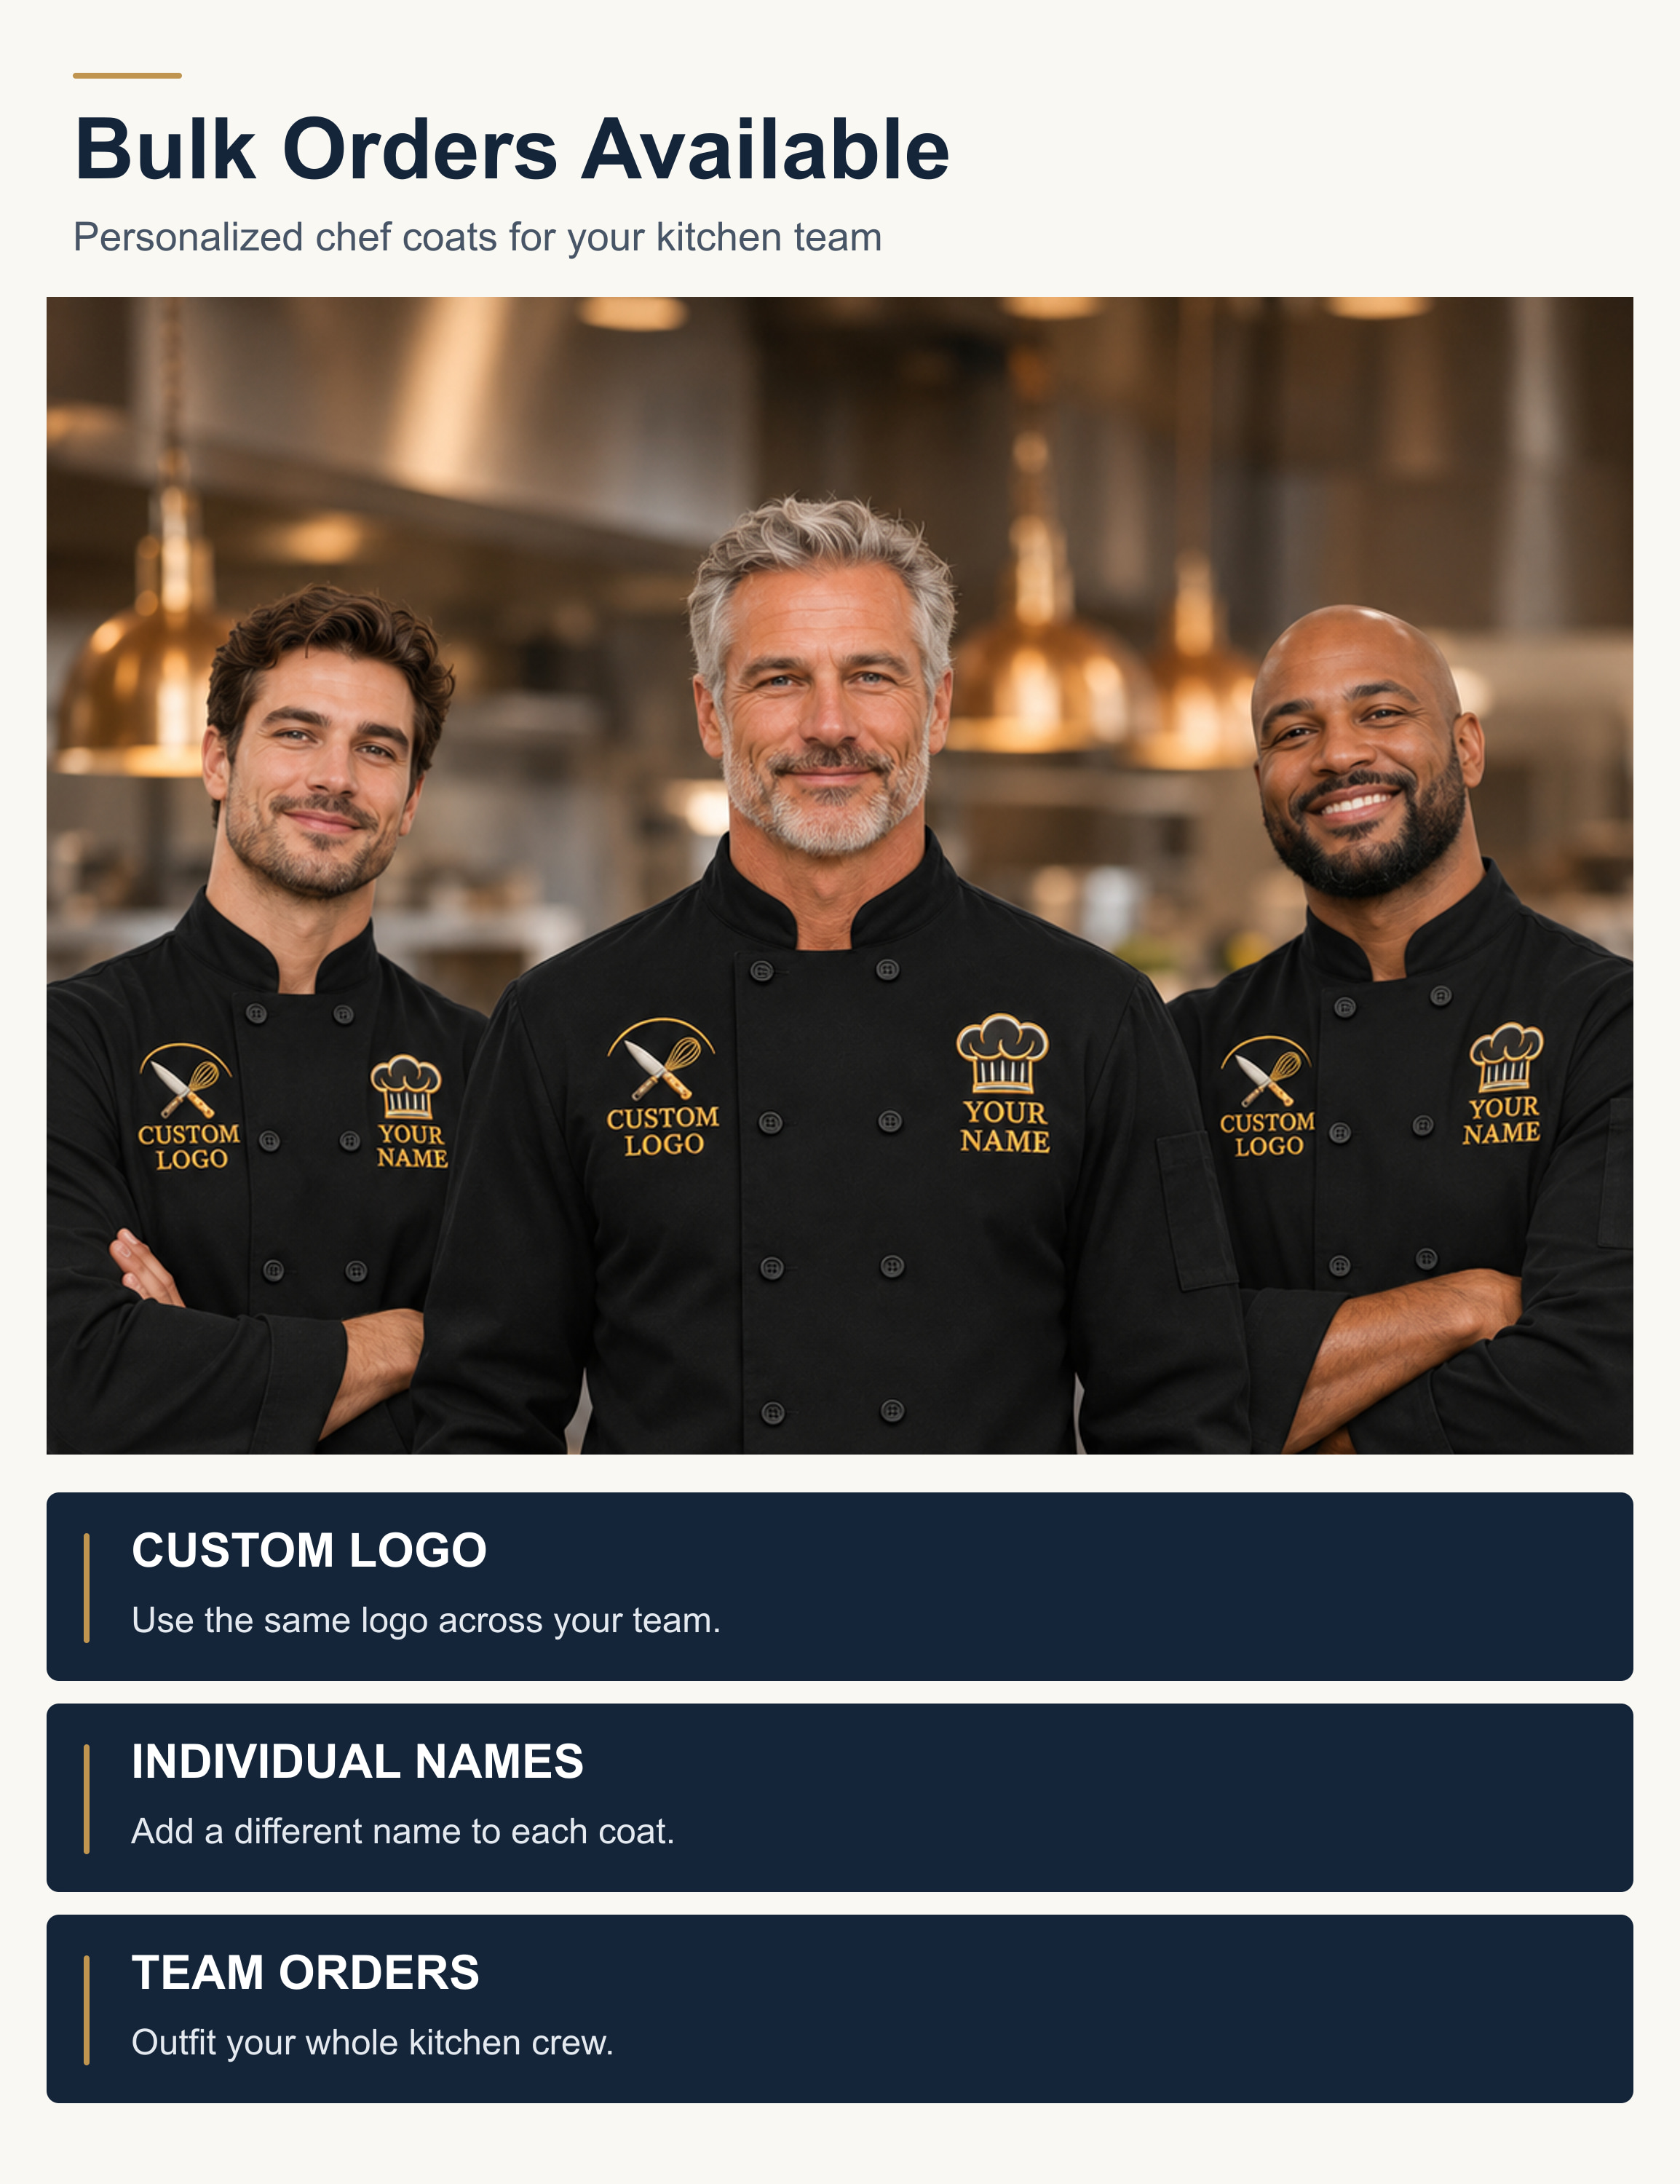 Bulk Orders Available
Personalized chef coats for your kitchen team
CUSTOM
LOGO
YOUR
NAME
CUSTOM
LOGO
YOUR
NAME
CUSTOM
LOGO
YOUR
NAME
CUSTOM LOGO
Use the same logo across your team.
INDIVIDUAL NAMES
Add a different name to each coat.
TEAM ORDERS
Outfit your whole kitchen crew.